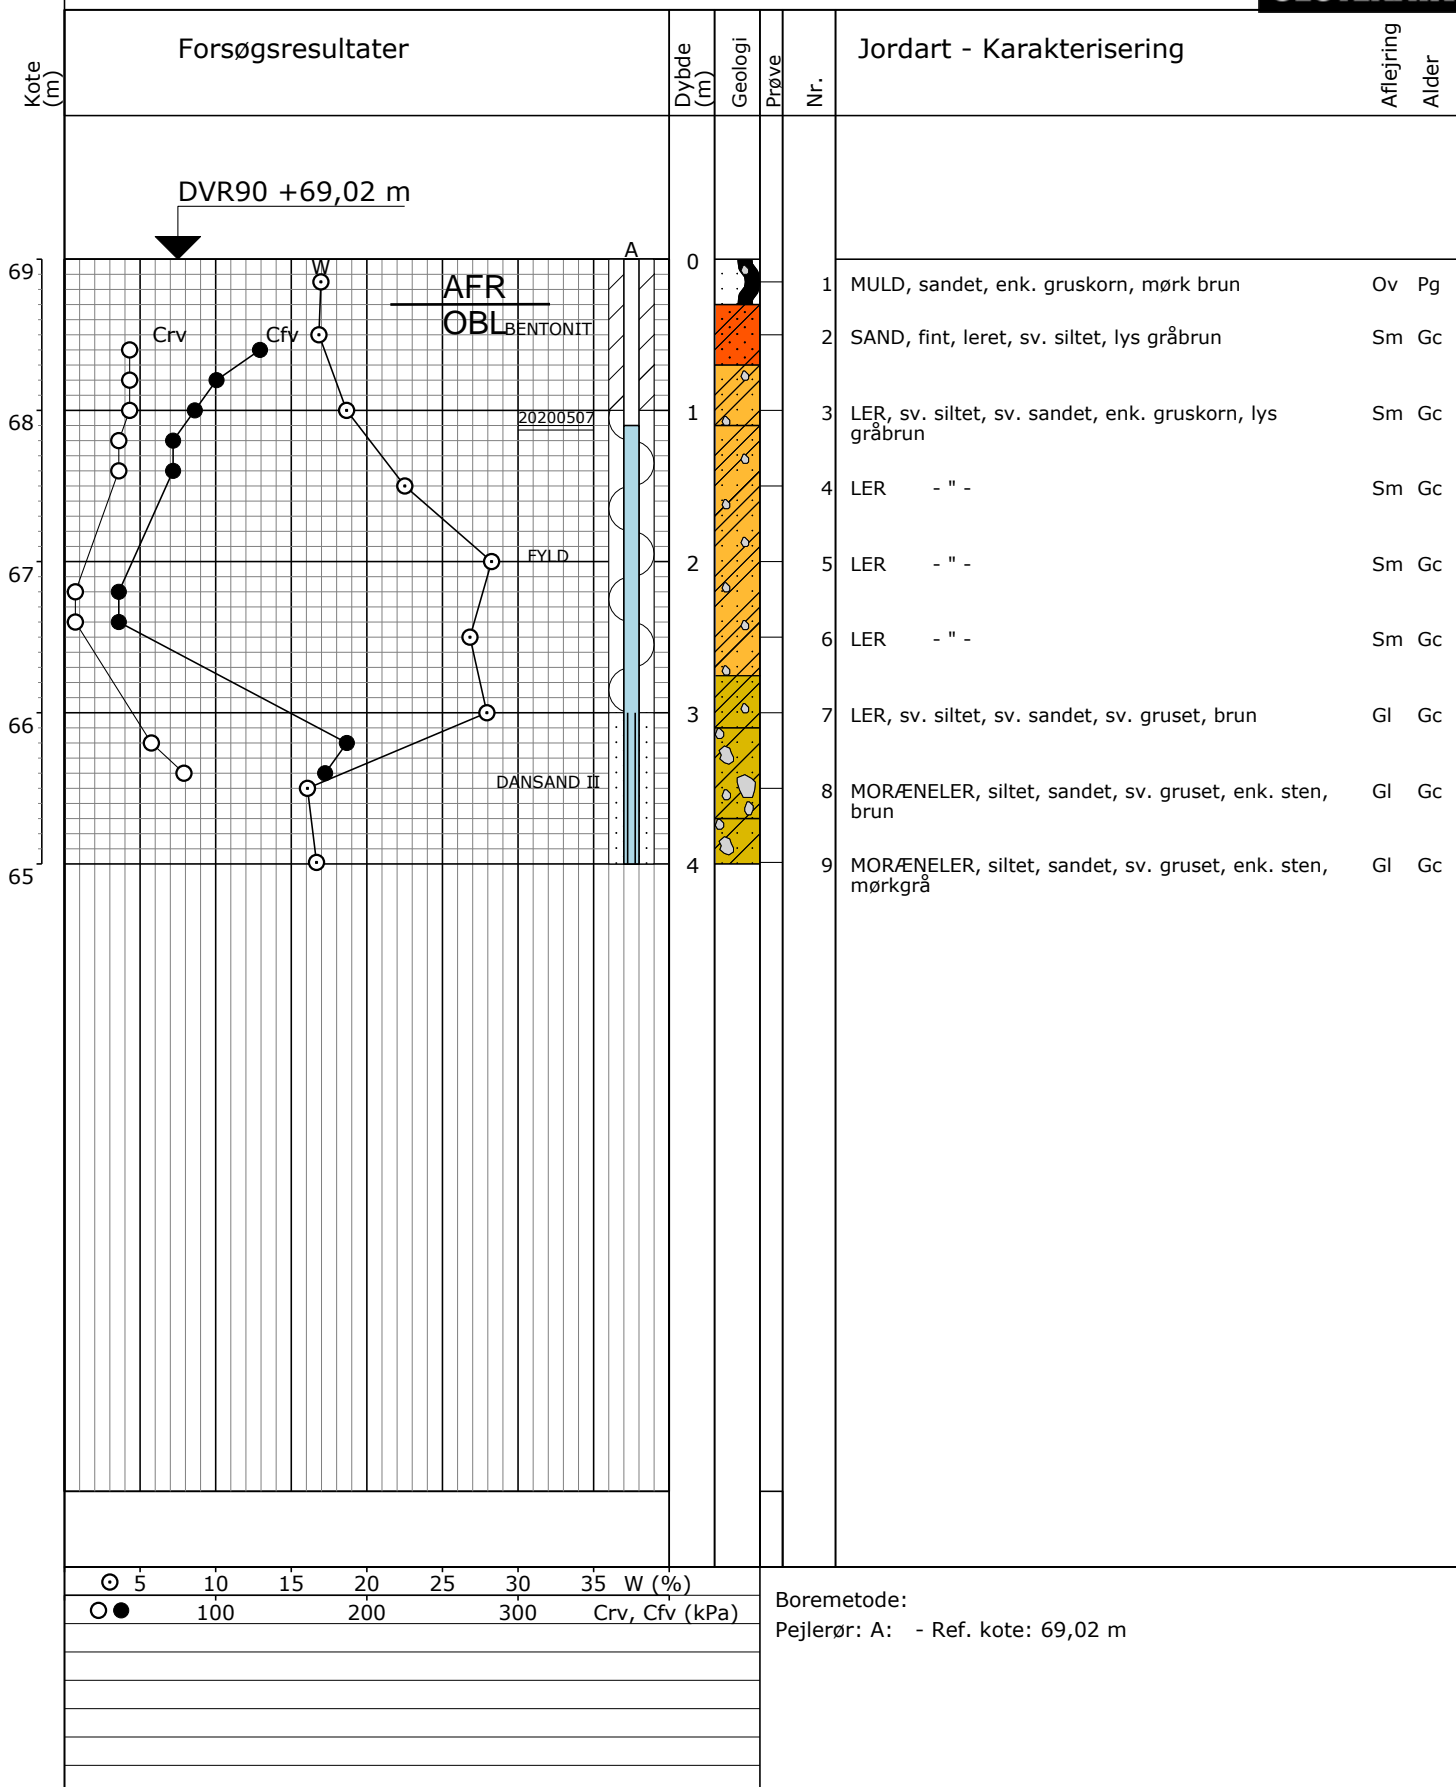 Kote (m)
Forsøgsresultater
Dybde (m)
Geologi
Prøve
Nr.
Jordart - Karakterisering
Aflejring
Alder
DVR90 +69,02 m
A
69
W
AFR
0
1 MULD, sandet, enk. gruskorn, mørk brun Ov Pg
OBL
BENTONIT
Crv
Cfv
2 SAND, fint, leret, sv. siltet, lys gråbrun Sm Gc
68
20200507
1
3 LER, sv. siltet, sv. sandet, enk. gruskorn, lys Sm Gc
gråbrun
4 LER - " - Sm Gc
67
FYLD
2
5 LER - " - Sm Gc
6 LER - " - Sm Gc
66
3
7 LER, sv. siltet, sv. sandet, sv. gruset, brun Gl Gc
DANSAND II
8 MORÆNELER, siltet, sandet, sv. gruset, enk. sten, Gl Gc
brun
65
4
9 MORÆNELER, siltet, sandet, sv. gruset, enk. sten, Gl Gc
mørkgrå
5 10 15 20 25 30 35 W (%)
100 200 300 Crv, Cfv (kPa)
Boremetode:
Pejlerør: A: - Ref. kote: 69,02 m